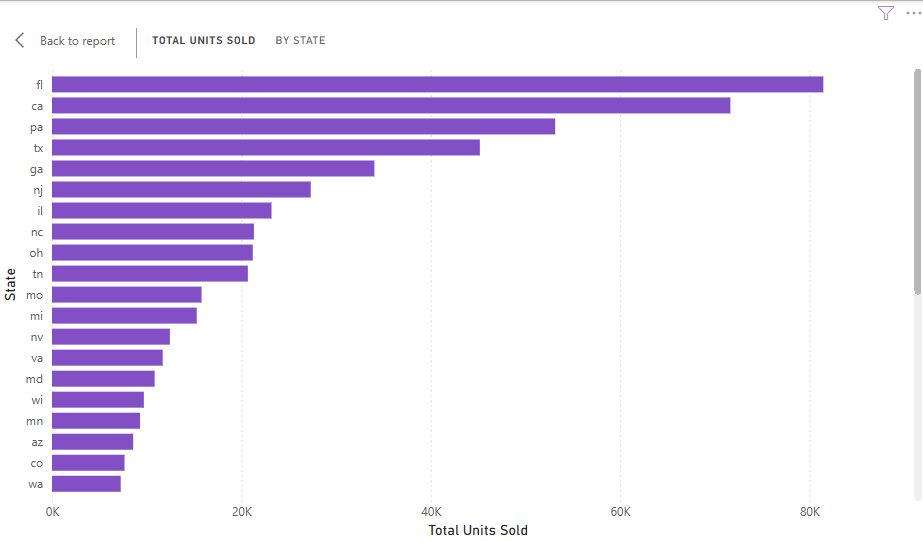 Back to report TOTAL UNITS SOLD BY STATE
fl
ca
pa
tx
ga
nj
il
nc
oh
tn
mo
mi
nv
va
md
wi
mn
az
co
wa
State
0K 20K 40K 60K 80K
Total Units Sold